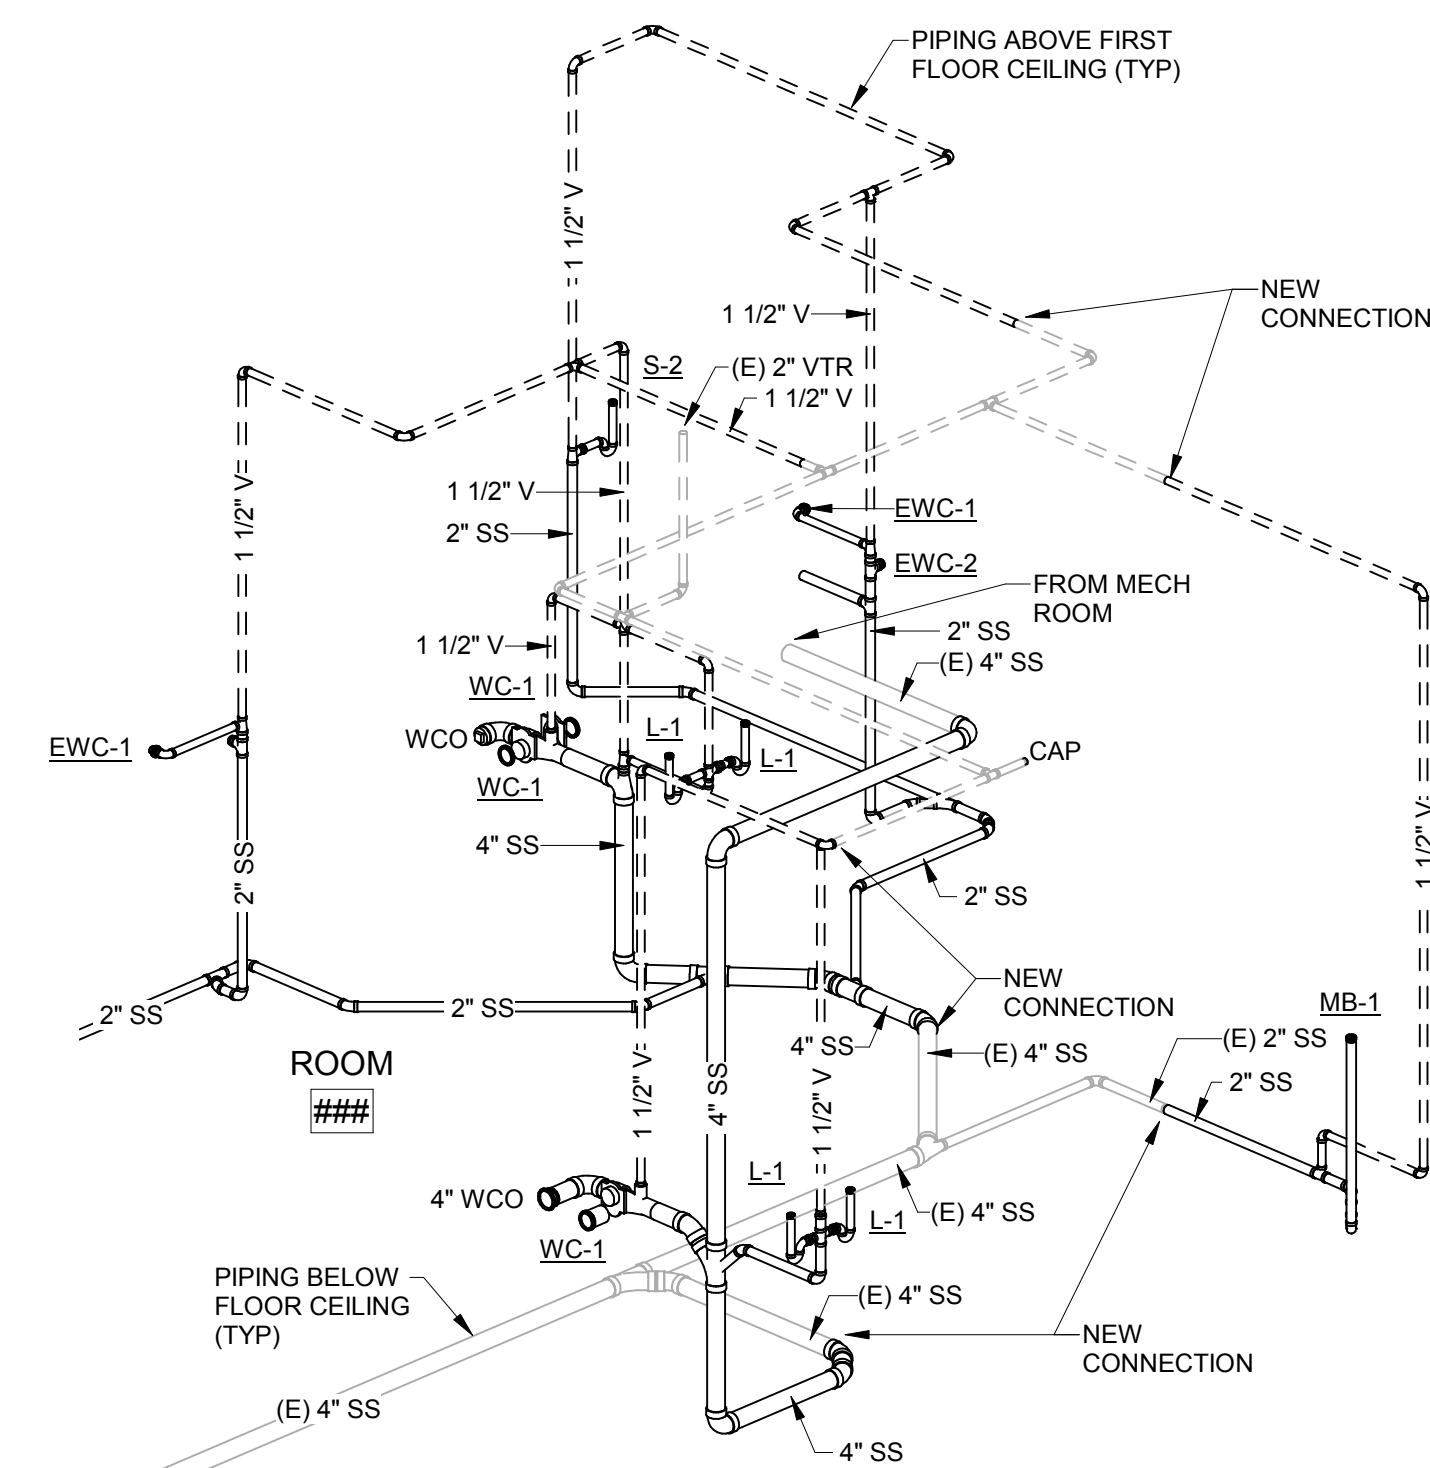 PIPING ABOVE FIRST
FLOOR CEILING (TYP)
1 1/2" V
1 1/2" V
NEW
CONNECTION
S-2
(E) 2" VTR
1 1/2" V
1 1/2" V
1 1/2" V
2" SS
EWC-1
EWC-2
FROM MECH
ROOM
2" SS
(E) 4" SS
1 1/2" V
WC-1
WCO
L-1
L-1
EWC-1
CAP
WC-1
4" SS
2" SS
1 1/2" V
2" SS
2" SS
2" SS
NEW
CONNECTION
MB-1
4" SS
(E) 4" SS
(E) 2" SS
2" SS
ROOM
###
1 1/2" V
4" SS
1 1/2" V
L-1
4" WCO
L-1
(E) 4" SS
WC-1
PIPING BELOW
FLOOR CEILING
(TYP)
(E) 4" SS
NEW
CONNECTION
(E) 4" SS
4" SS